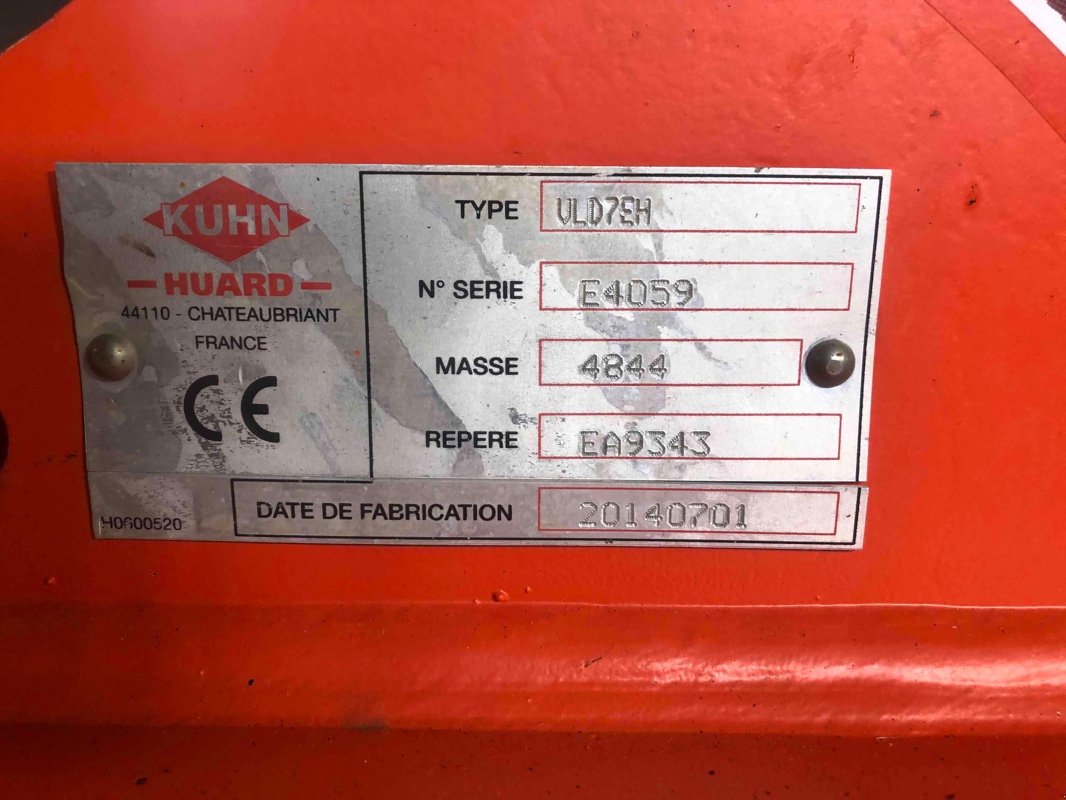 KUHN
HUARD
44110 - CHATEAUBRIANT
FRANCE
CE
TYPE VLD7EH
N° SERIE E4059
MASSE 4844
REPERE EA9343
H0600520
DATE DE FABRICATION 20140701